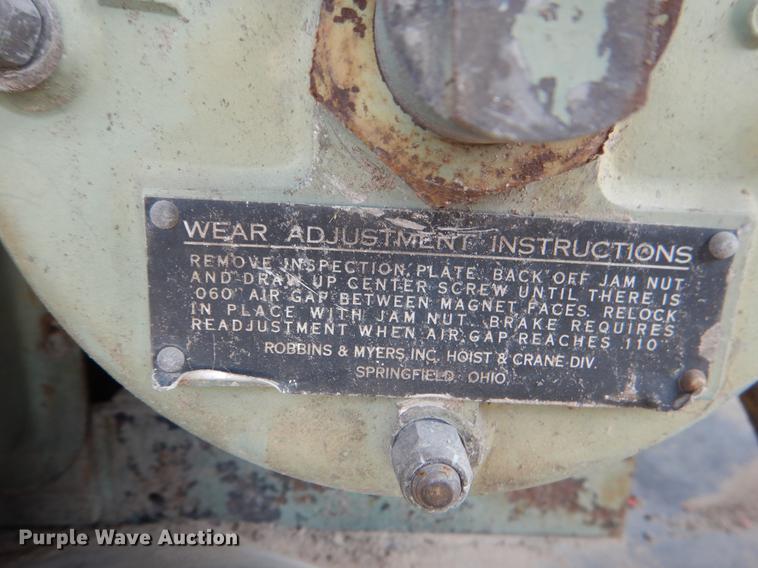 WEAR ADJUSTMENT INSTRUCTIONS
REMOVE INSPECTION PLATE. BACK OFF JAM NUT
AND DRAW UP CENTER SCREW UNTIL THERE IS
.060" AIR GAP BETWEEN MAGNET FACES. RELOCK
IN PLACE WITH JAM NUT. BRAKE REQUIRES
READJUSTMENT WHEN AIR GAP REACHES .110"
ROBBINS & MYERS, INC. HOIST & CRANE DIV.
SPRINGFIELD, OHIO.
Purple Wave Auction